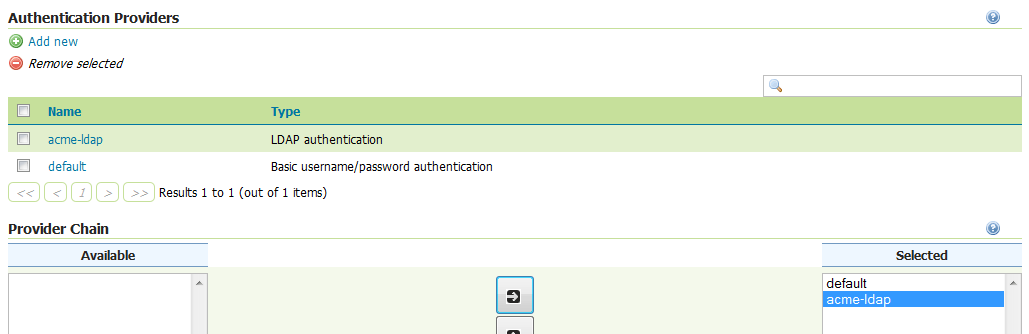 Authentication Providers
Add new
Remove selected
Name Type
acme-ldap LDAP authentication
default Basic username/password authentication
<< < 1 > >> Results 1 to 1 (out of 1 items)
Provider Chain
Available Selected
default
acme-ldap